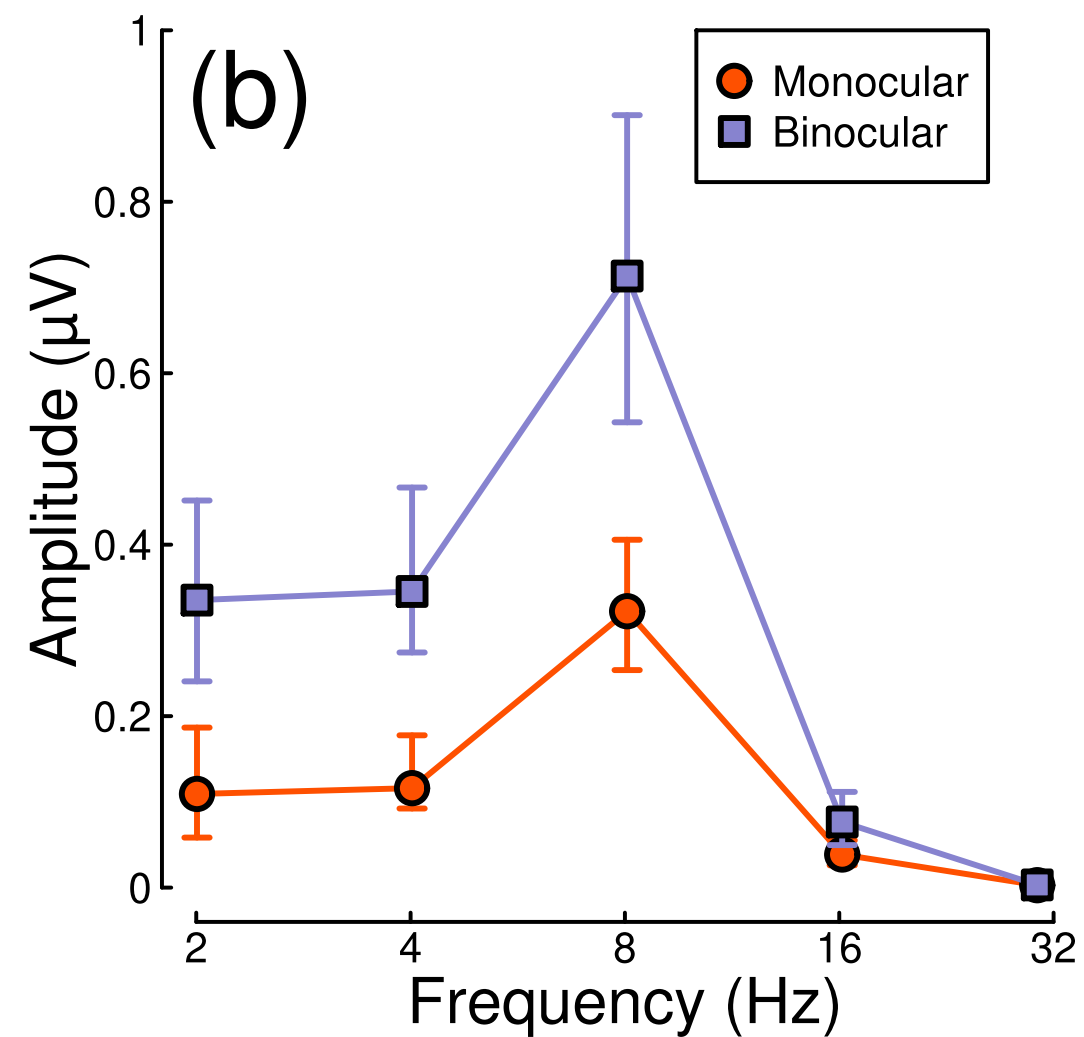 (b)
Monocular
Binocular
Amplitude (µV)
1
0.8
0.6
0.4
0.2
0
2 4 8 16 32
Frequency (Hz)